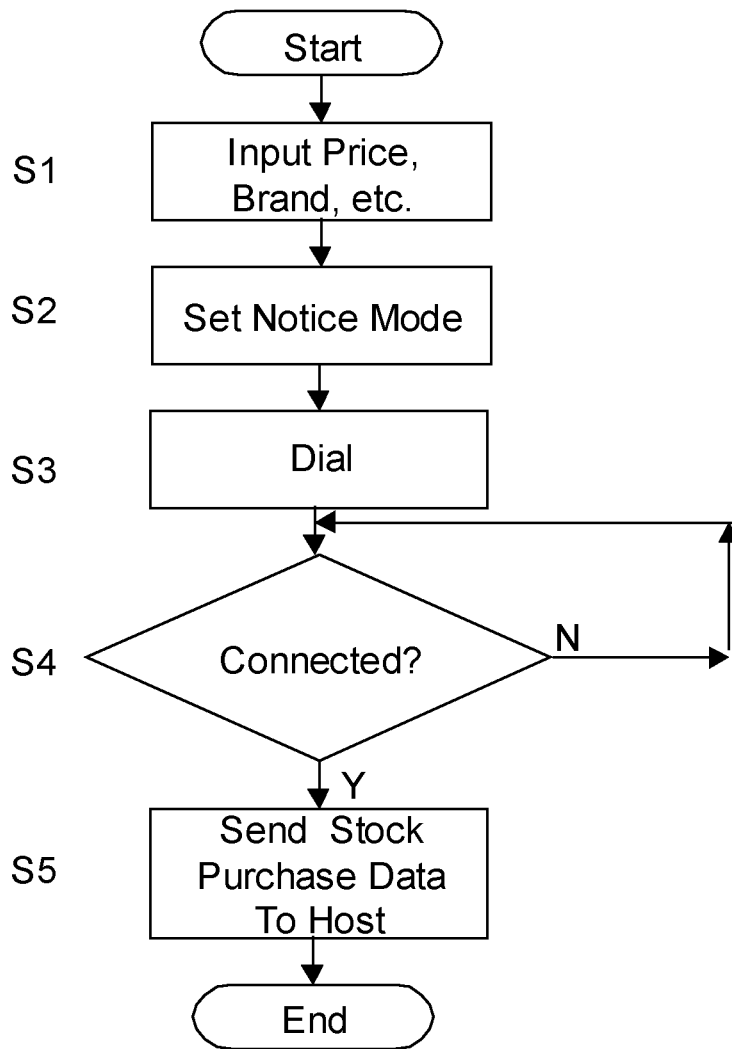 Start
S1
Input Price,
Brand, etc.
S2
Set Notice Mode
S3
Dial
S4
Connected?
N
Y
S5
Send Stock
Purchase Data
To Host
End